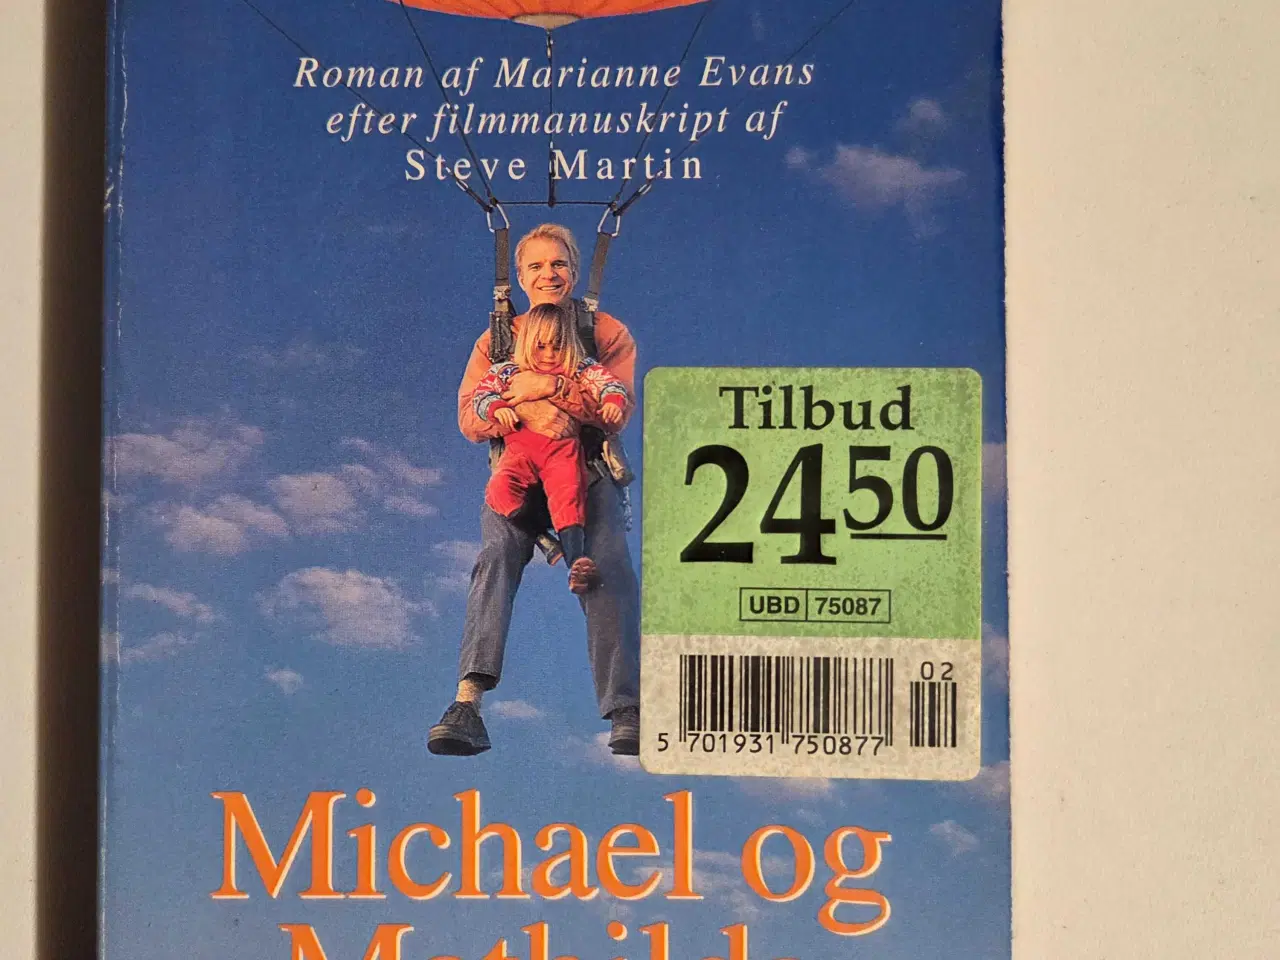 Roman af Marianne Evans
efter filmmanuskript af
Steve Martin
Tilbud
24 50
UBD 75087
02
5 701931 750877
Michael og
Mathilda